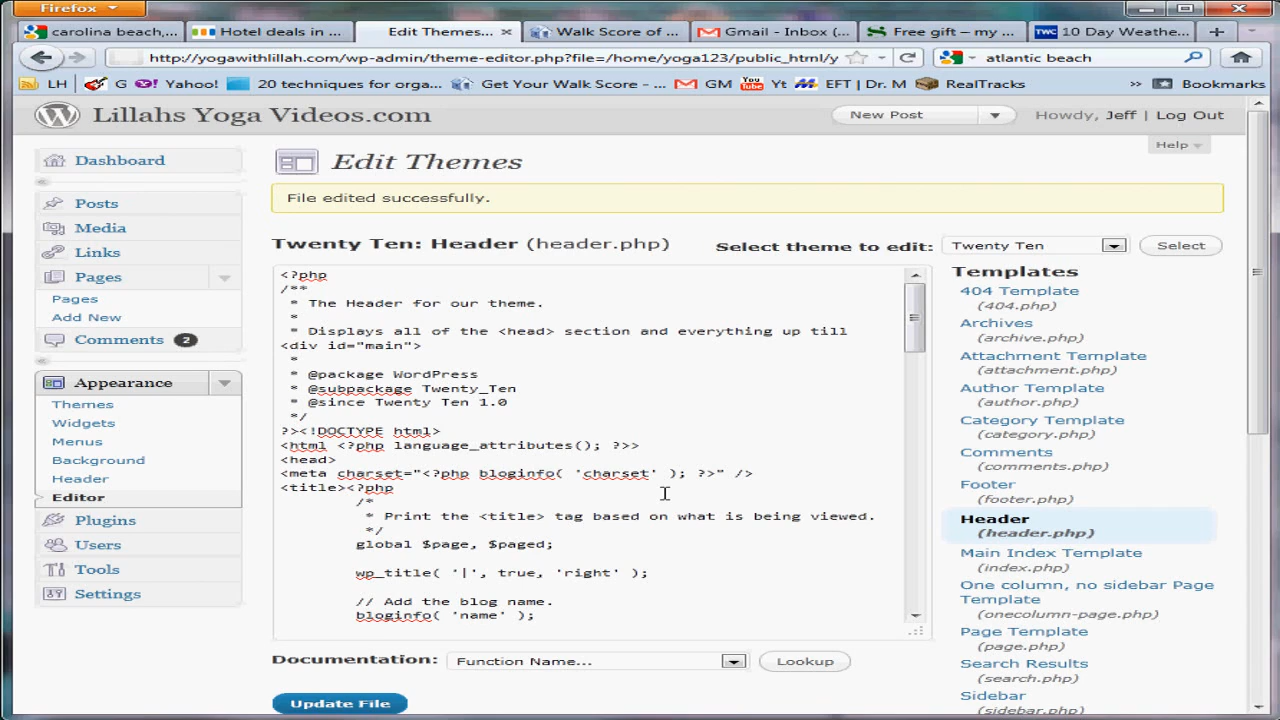 Firefox
carolina beach,...
Hotel deals in ...
Edit Themes... ×
Walk Score of ...
Gmail - Inbox (...
Free gift – my ...
10 Day Weathe...
http://yogawithlillah.com/wp-admin/theme-editor.php?file=/home/yoga123/public_html/y
atlantic beach
LH
G
Yahoo!
20 techniques for orga...
Get Your Walk Score - ...
GM
Yt
EFT | Dr. M
RealTracks
»
Bookmarks
Lillahs Yoga Videos.com
New Post
Howdy, Jeff | Log Out
Help
Dashboard
Posts
Media
Links
Pages
Pages
Add New
Comments 2
Appearance
Themes
Widgets
Menus
Background
Header
Editor
Plugins
Users
Tools
Settings
Edit Themes
File edited successfully.
Twenty Ten: Header (header.php)
Select theme to edit: Twenty Ten Select
<?php
/**
* The Header for our theme.
*
* Displays all of the <head> section and everything up till
<div id="main">
*
* @package WordPress
* @subpackage Twenty_Ten
* @since Twenty Ten 1.0
*/
?><!DOCTYPE html>
<html <?php language_attributes(); ?>>
<head>
<meta charset="<?php bloginfo( 'charset' ); ?>" />
<title><?php
/*
* Print the <title> tag based on what is being viewed.
*/
global $page, $paged;
wp_title( '|', true, 'right' );
// Add the blog name.
bloginfo( 'name' );
Documentation: Function Name... Lookup
Update File
Templates
404 Template
(404.php)
Archives
(archive.php)
Attachment Template
(attachment.php)
Author Template
(author.php)
Category Template
(category.php)
Comments
(comments.php)
Footer
(footer.php)
Header
(header.php)
Main Index Template
(index.php)
One column, no sidebar Page
Template
(onecolumn-page.php)
Page Template
(page.php)
Search Results
(search.php)
Sidebar
(sidebar.php)